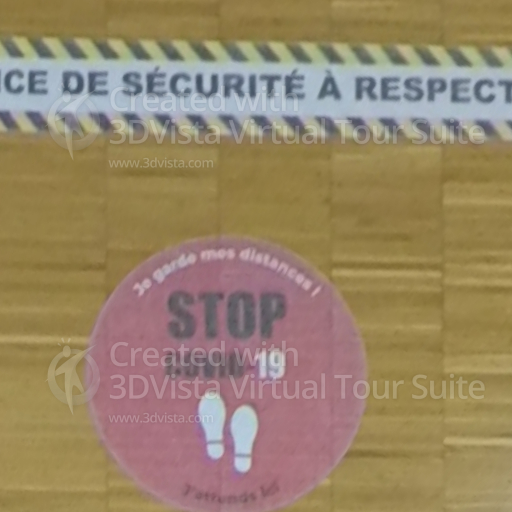 CE DE SÉCURITÉ À RESPECT
Created with
3DVista Virtual Tour Suite
www.3dvista.com
Je garde mes distances !
STOP
COVID-19
Created with
3DVista Virtual Tour Suite
www.3dvista.com
J'attends ici